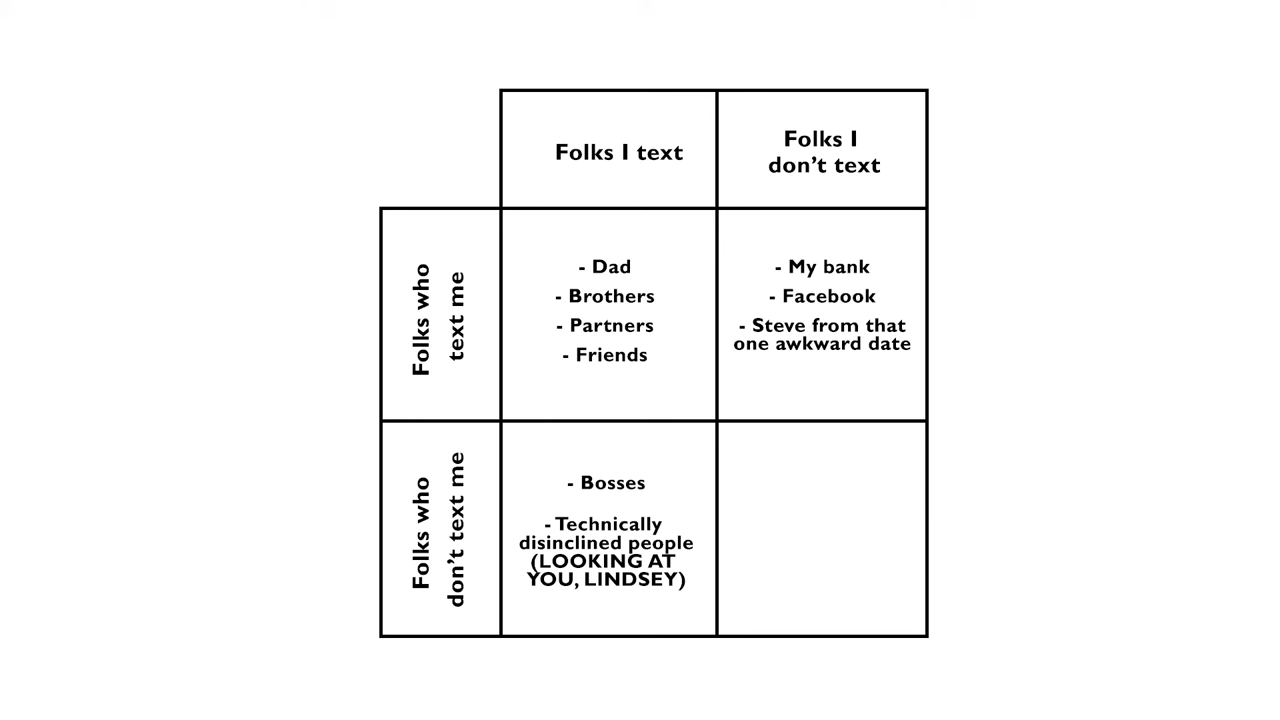 Folks I text
Folks I
don't text
Folks who
text me
- Dad
- Brothers
- Partners
- Friends
- My bank
- Facebook
- Steve from that
one awkward date
Folks who
don't text me
- Bosses
- Technically
disinclined people
(LOOKING AT
YOU, LINDSEY)